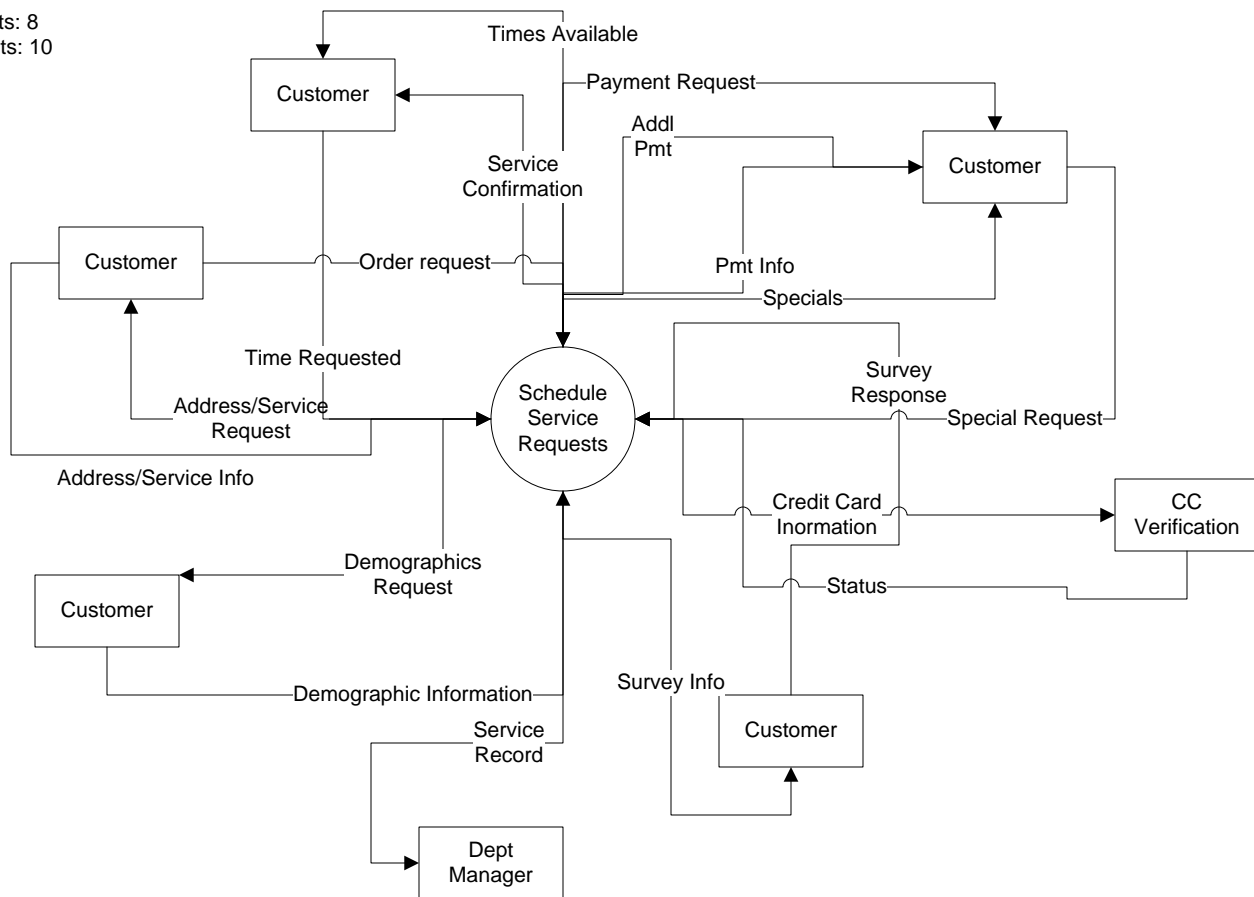 ts: 8
ts: 10
Times Available
Payment Request
Customer
Addl
Pmt
Customer
Service
Confirmation
Customer
Order request
Pmt Info
Specials
Time Requested
Survey
Response
Schedule
Service
Requests
Address/Service
Request
Special Request
Address/Service Info
Credit Card
Inormation
CC
Verification
Demographics
Request
Status
Customer
Survey Info
Demographic Information
Customer
Service
Record
Dept
Manager